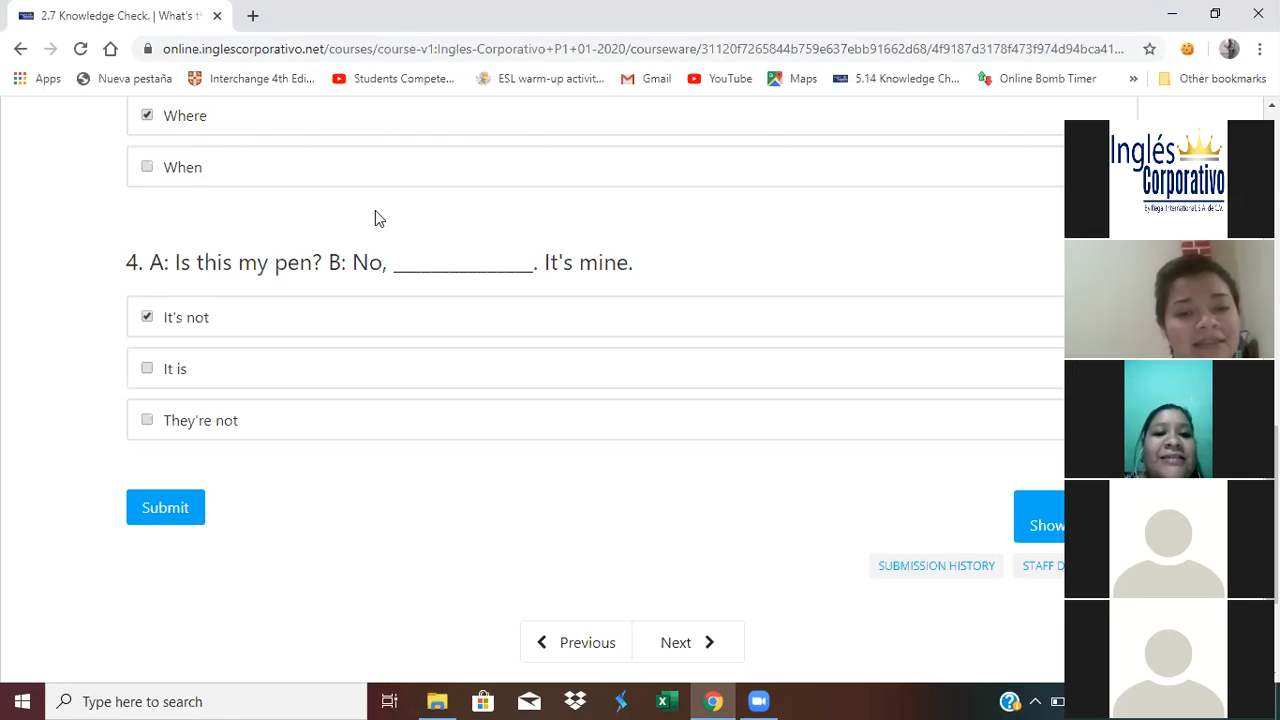 2.7 Knowledge Check. | What's t
online.inglescorporativo.net/courses/course-v1:Ingles-Corporativo+P1+01-2020/courseware/31120f7265844b759e637ebb91662d68/4f9187d3178f473f974d94bca41...
Apps
Nueva pestaña
Interchange 4th Edi...
Students Compete...
ESL warm-up activit...
Gmail
YouTube
Maps
5.14 Knowledge Ch...
Online Bomb Timer
»
Other bookmarks
Where
When
4. A: Is this my pen? B: No, _______________. It's mine.
It's not
It is
They're not
Submit
Show
SUBMISSION HISTORY
STAFF D
Previous
Next
Inglés
Corporativo
Type here to search